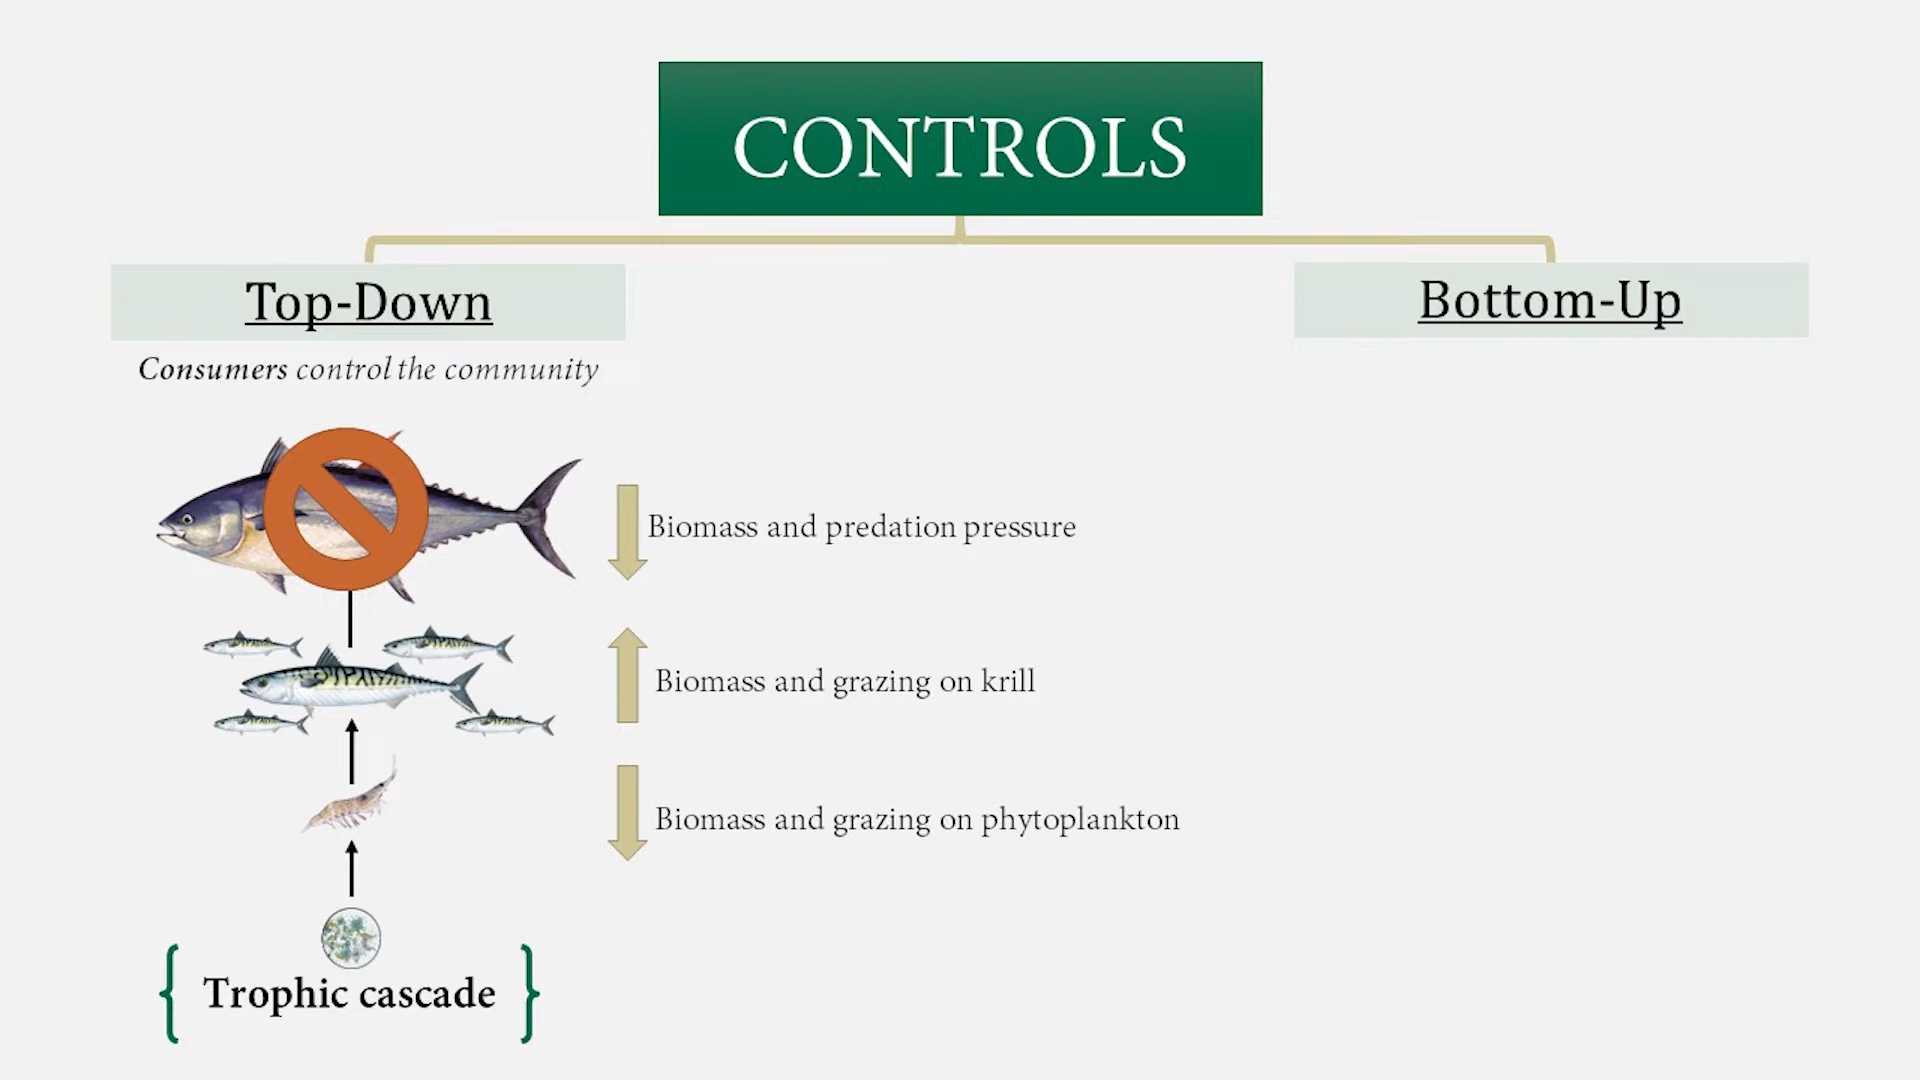 CONTROLS
Top-Down
Bottom-Up
Consumers control the community
Biomass and predation pressure
Biomass and grazing on krill
Biomass and grazing on phytoplankton
{ Trophic cascade }